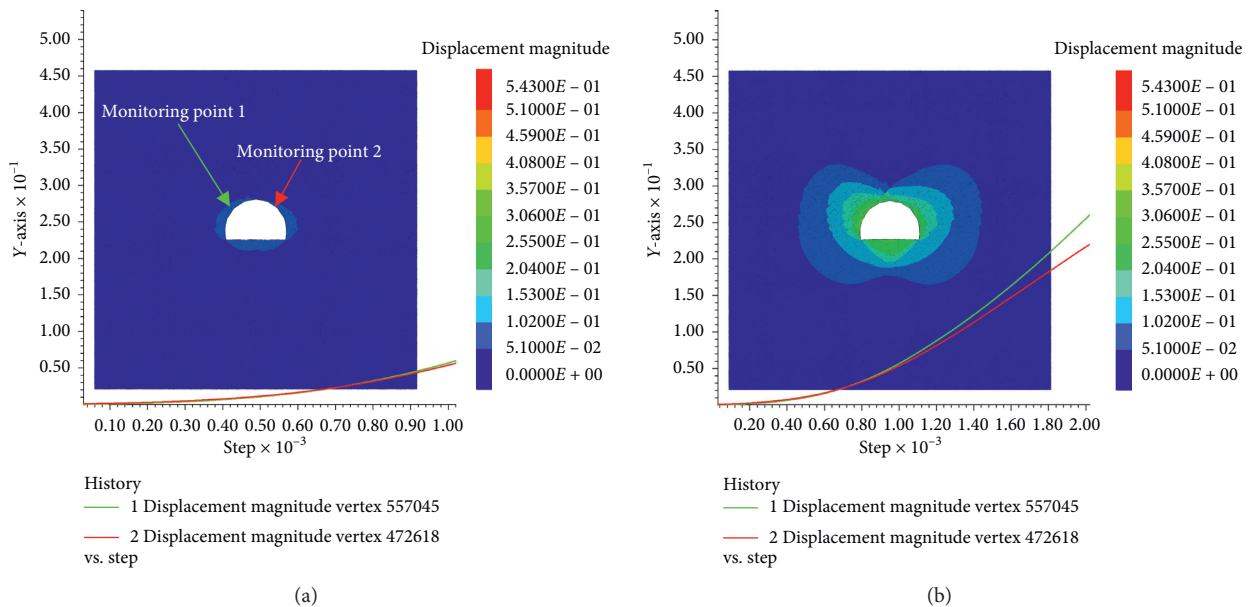 5.00
4.50
4.00
3.50
3.00
2.50
2.00
1.50
1.00
0.50
Y-axis × 10⁻¹
Monitoring point 1
Monitoring point 2
0.10 0.20 0.30 0.40 0.50 0.60 0.70 0.80 0.90 1.00
Step × 10⁻³
Displacement magnitude
5.4300E – 01
5.1000E – 01
4.5900E – 01
4.0800E – 01
3.5700E – 01
3.0600E – 01
2.5500E – 01
2.0400E – 01
1.5300E – 01
1.0200E – 01
5.1000E – 02
0.0000E + 00
History
1 Displacement magnitude vertex 557045
2 Displacement magnitude vertex 472618
vs. step
(a)
5.00
4.50
4.00
3.50
3.00
2.50
2.00
1.50
1.00
0.50
Y-axis × 10⁻¹
0.20 0.40 0.60 0.80 1.00 1.20 1.40 1.60 1.80 2.00
Step × 10⁻³
Displacement magnitude
5.4300E – 01
5.1000E – 01
4.5900E – 01
4.0800E – 01
3.5700E – 01
3.0600E – 01
2.5500E – 01
2.0400E – 01
1.5300E – 01
1.0200E – 01
5.1000E – 02
0.0000E + 00
History
1 Displacement magnitude vertex 557045
2 Displacement magnitude vertex 472618
vs. step
(b)